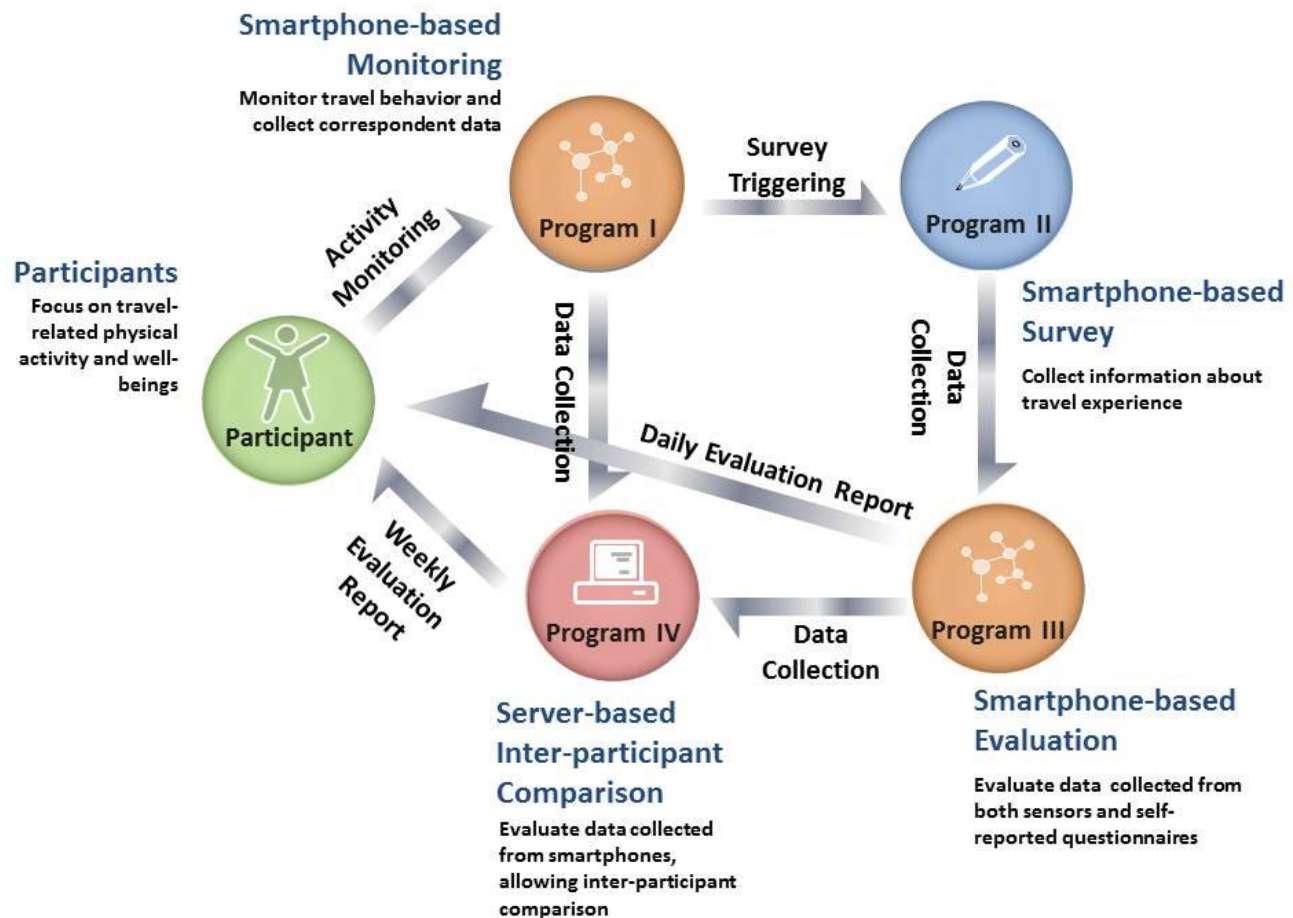 Smartphone-based
Monitoring
Monitor travel behavior and
collect correspondent data
Program I
Survey
Triggering
Program II
Activity
Monitoring
Participants
Focus on travel-
related physical
activity and well-
beings
Participant
Data Collection
Data
Collection
Smartphone-based
Survey
Collect information about
travel experience
Daily Evaluation Report
Weekly
Evaluation
Report
Program IV
Data
Collection
Program III
Server-based
Inter-participant
Comparison
Evaluate data collected
from smartphones,
allowing inter-participant
comparison
Smartphone-based
Evaluation
Evaluate data collected from
both sensors and self-
reported questionnaires